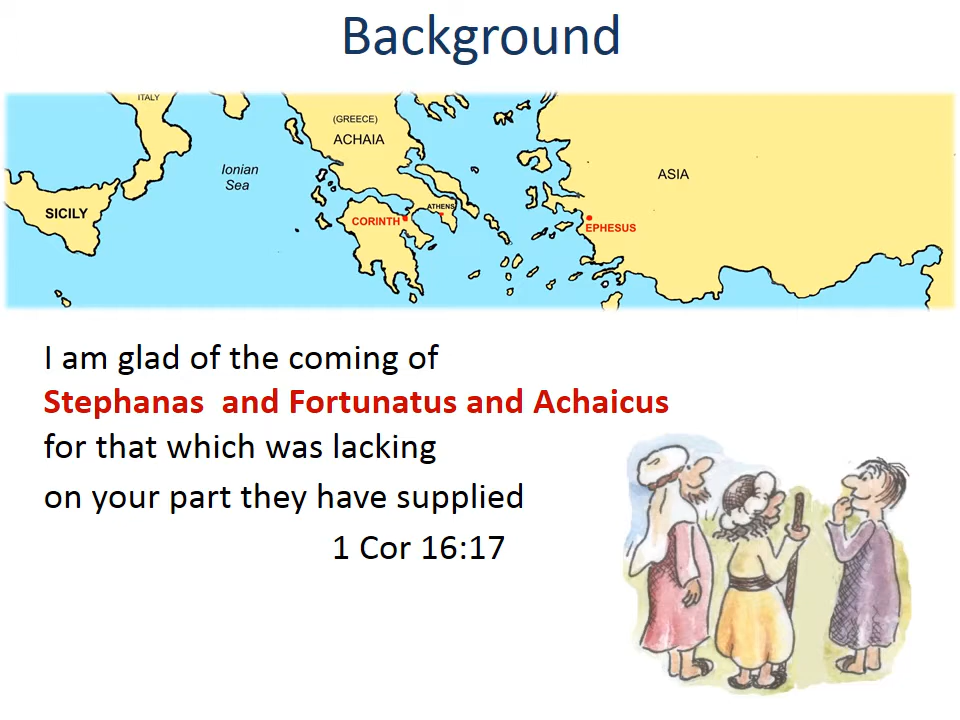 Background
ITALY
(GREECE)
ACHAIA
Ionian
Sea
ASIA
SICILY
ATHENS
CORINTH
EPHESUS
I am glad of the coming of
Stephanas  and Fortunatus and Achaicus
for that which was lacking
on your part they have supplied
1 Cor 16:17